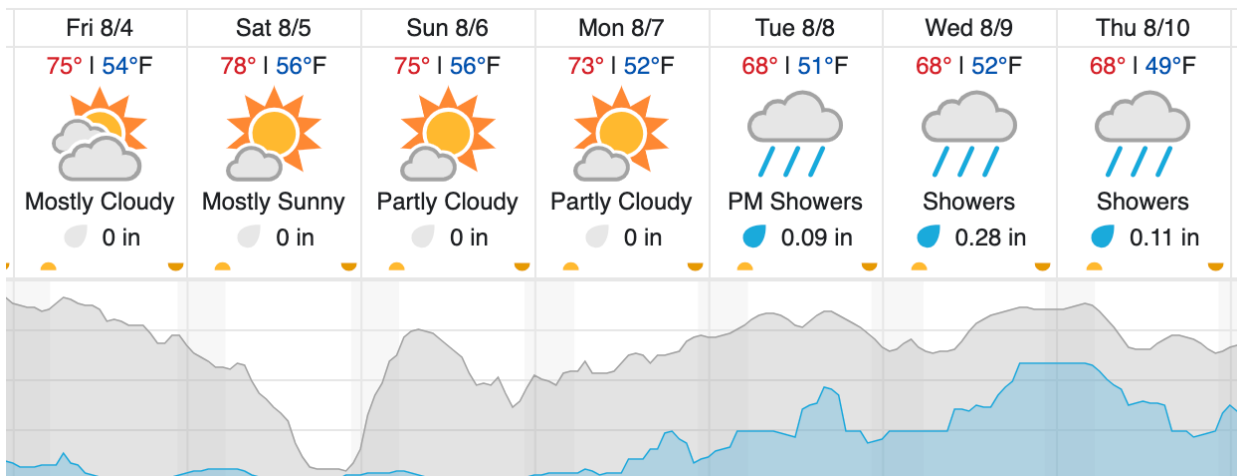 Fri 8/4 Sat 8/5 Sun 8/6 Mon 8/7 Tue 8/8 Wed 8/9 Thu 8/10
75° | 54°F 78° | 56°F 75° | 56°F 73° | 52°F 68° | 51°F 68° | 52°F 68° | 49°F
Mostly Cloudy Mostly Sunny Partly Cloudy Partly Cloudy PM Showers Showers Showers
0 in 0 in 0 in 0 in 0.09 in 0.28 in 0.11 in